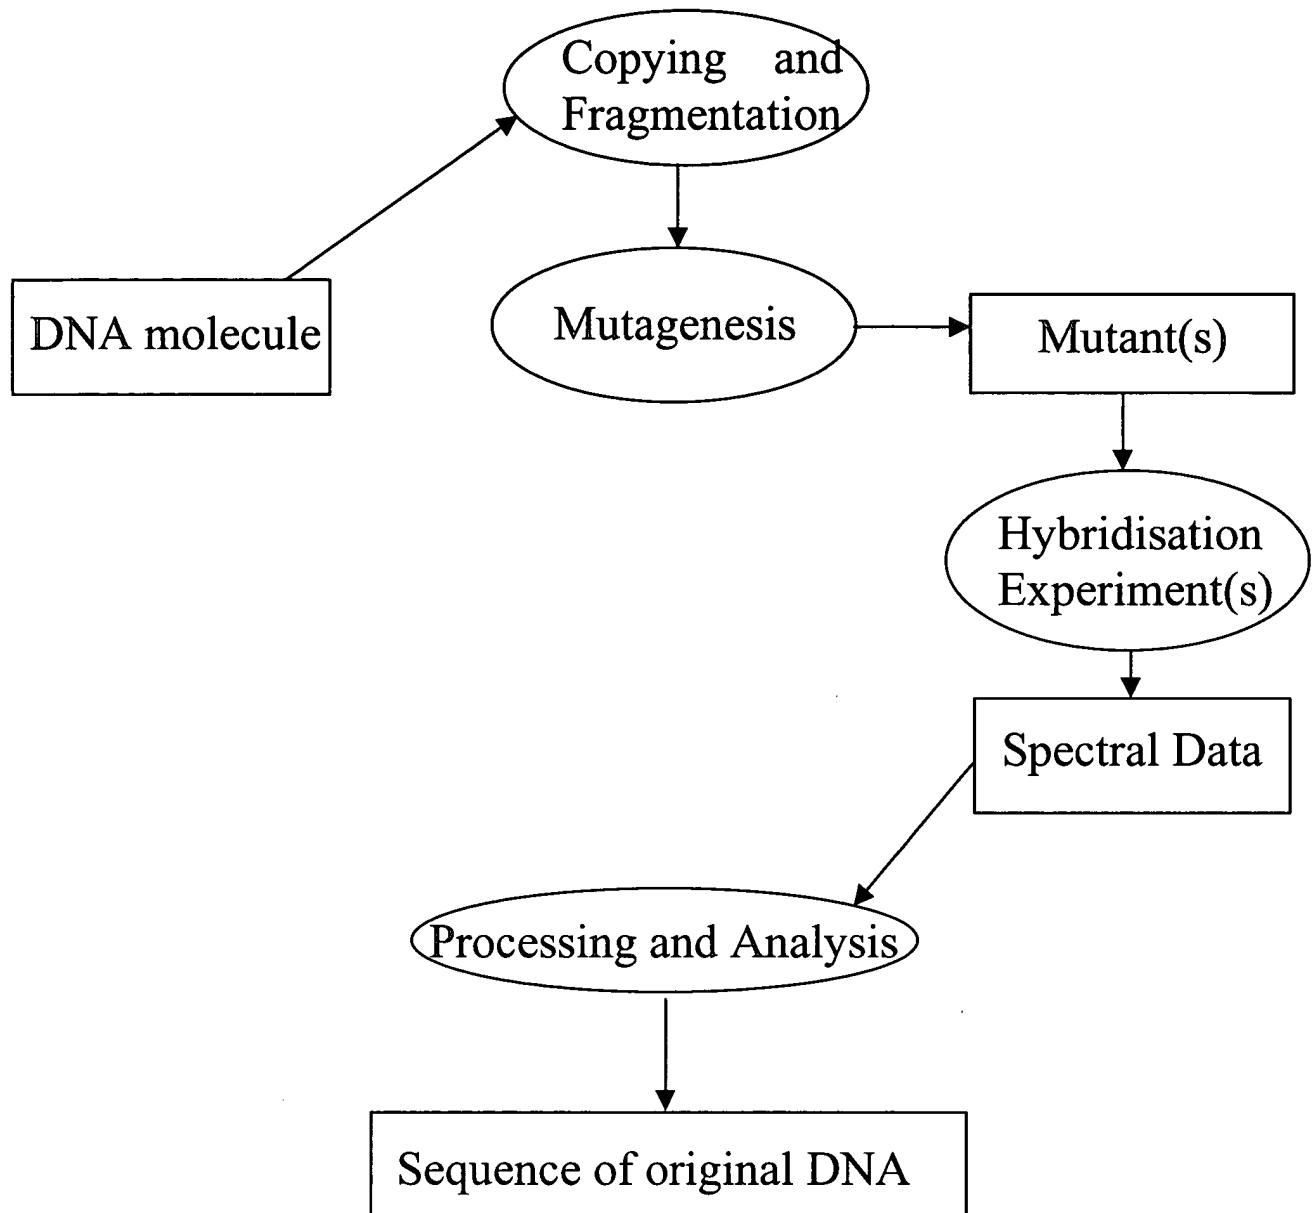 Copying and
Fragmentation
DNA molecule
Mutagenesis
Mutant(s)
Hybridisation
Experiment(s)
Spectral Data
Processing and Analysis
Sequence of original DNA